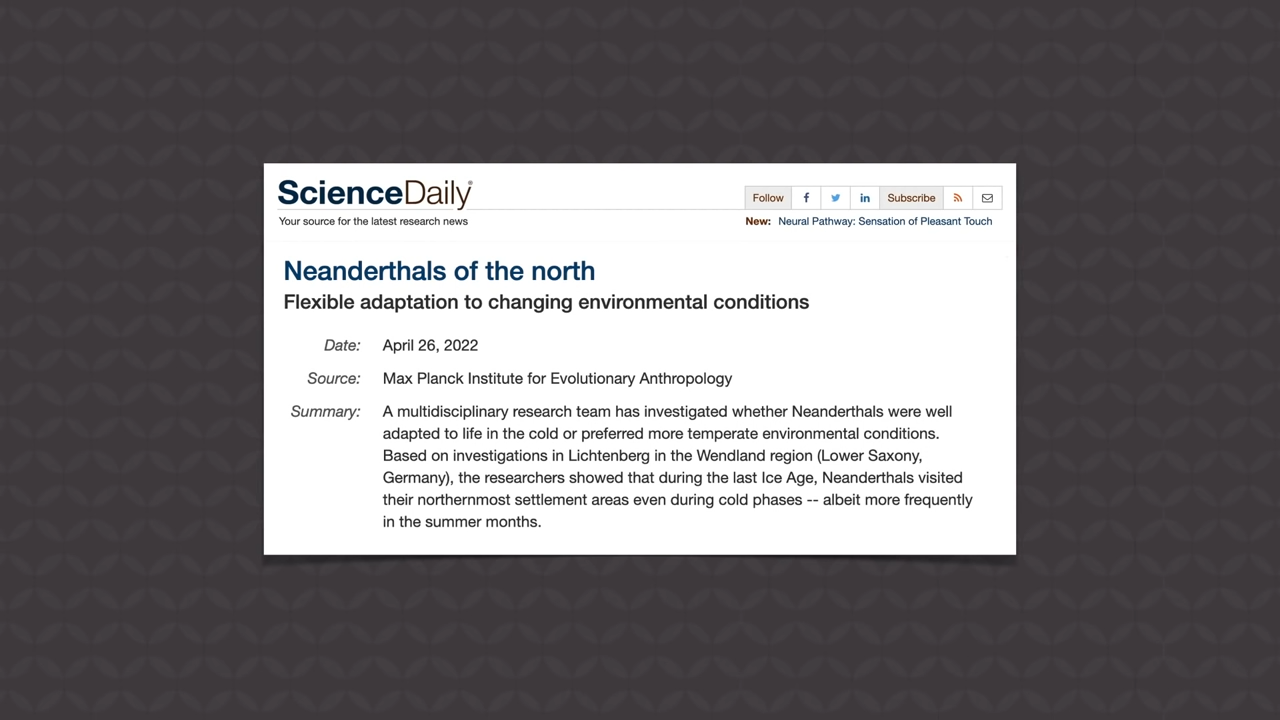 ScienceDaily®
Your source for the latest research news
Follow
Subscribe
New: Neural Pathway: Sensation of Pleasant Touch
Neanderthals of the north
Flexible adaptation to changing environmental conditions
Date: April 26, 2022
Source: Max Planck Institute for Evolutionary Anthropology
Summary: A multidisciplinary research team has investigated whether Neanderthals were well
adapted to life in the cold or preferred more temperate environmental conditions.
Based on investigations in Lichtenberg in the Wendland region (Lower Saxony,
Germany), the researchers showed that during the last Ice Age, Neanderthals visited
their northernmost settlement areas even during cold phases -- albeit more frequently
in the summer months.